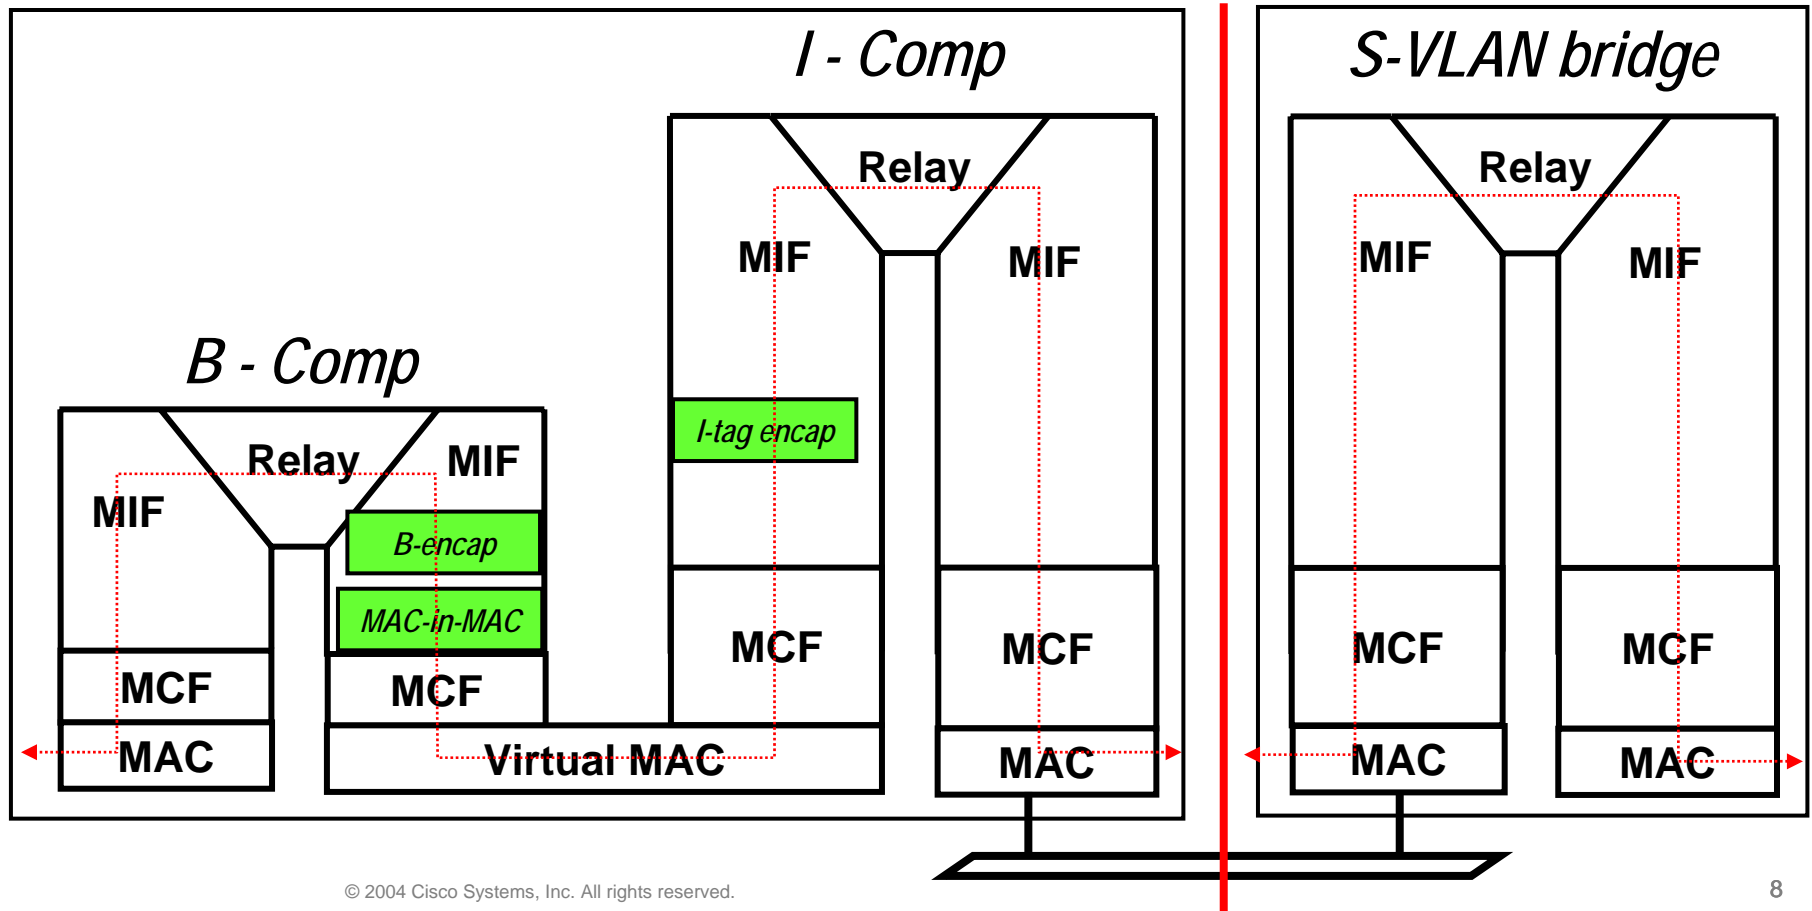 I - Comp
S-VLAN bridge
Relay
Relay
MIF
MIF
MIF
MIF
B - Comp
I-tag encap
Relay
MIF
MIF
B-encap
MAC-in-MAC
MCF
MCF
MCF
MCF
MCF
MCF
MAC
Virtual MAC
MAC
MAC
MAC
© 2004 Cisco Systems, Inc. All rights reserved.
8